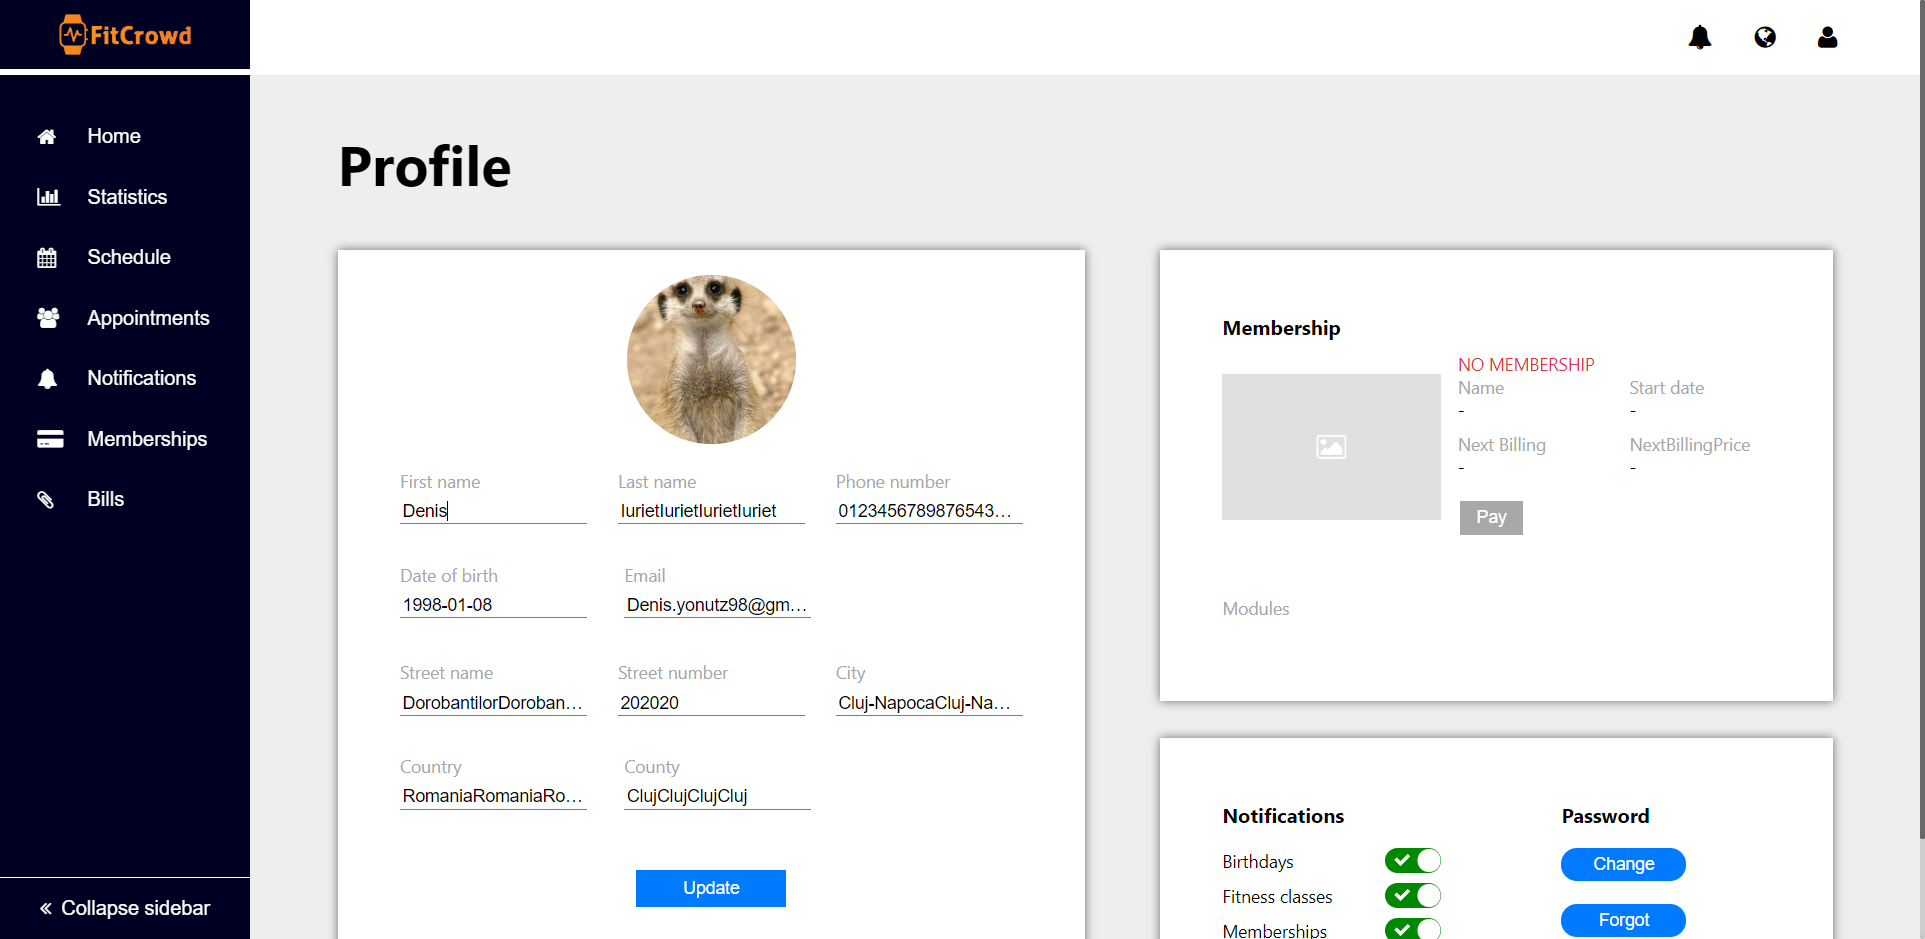 FitCrowd
Home
Statistics
Schedule
Appointments
Notifications
Memberships
Bills
Collapse sidebar
Profile
First name
Last name
Phone number
Denis
IurietIurietIurietIuriet
0123456789876543...
Date of birth
Email
1998-01-08
Denis.yonutz98@gm...
Street name
Street number
City
DorobantilorDoroban...
202020
Cluj-NapocaCluj-Na...
Country
County
RomaniaRomaniaRo...
ClujClujClujCluj
Update
Membership
NO MEMBERSHIP
Name
Start date
-
-
Next Billing
NextBillingPrice
-
-
Pay
Modules
Notifications
Birthdays
Fitness classes
Memberships
Password
Change
Forgot